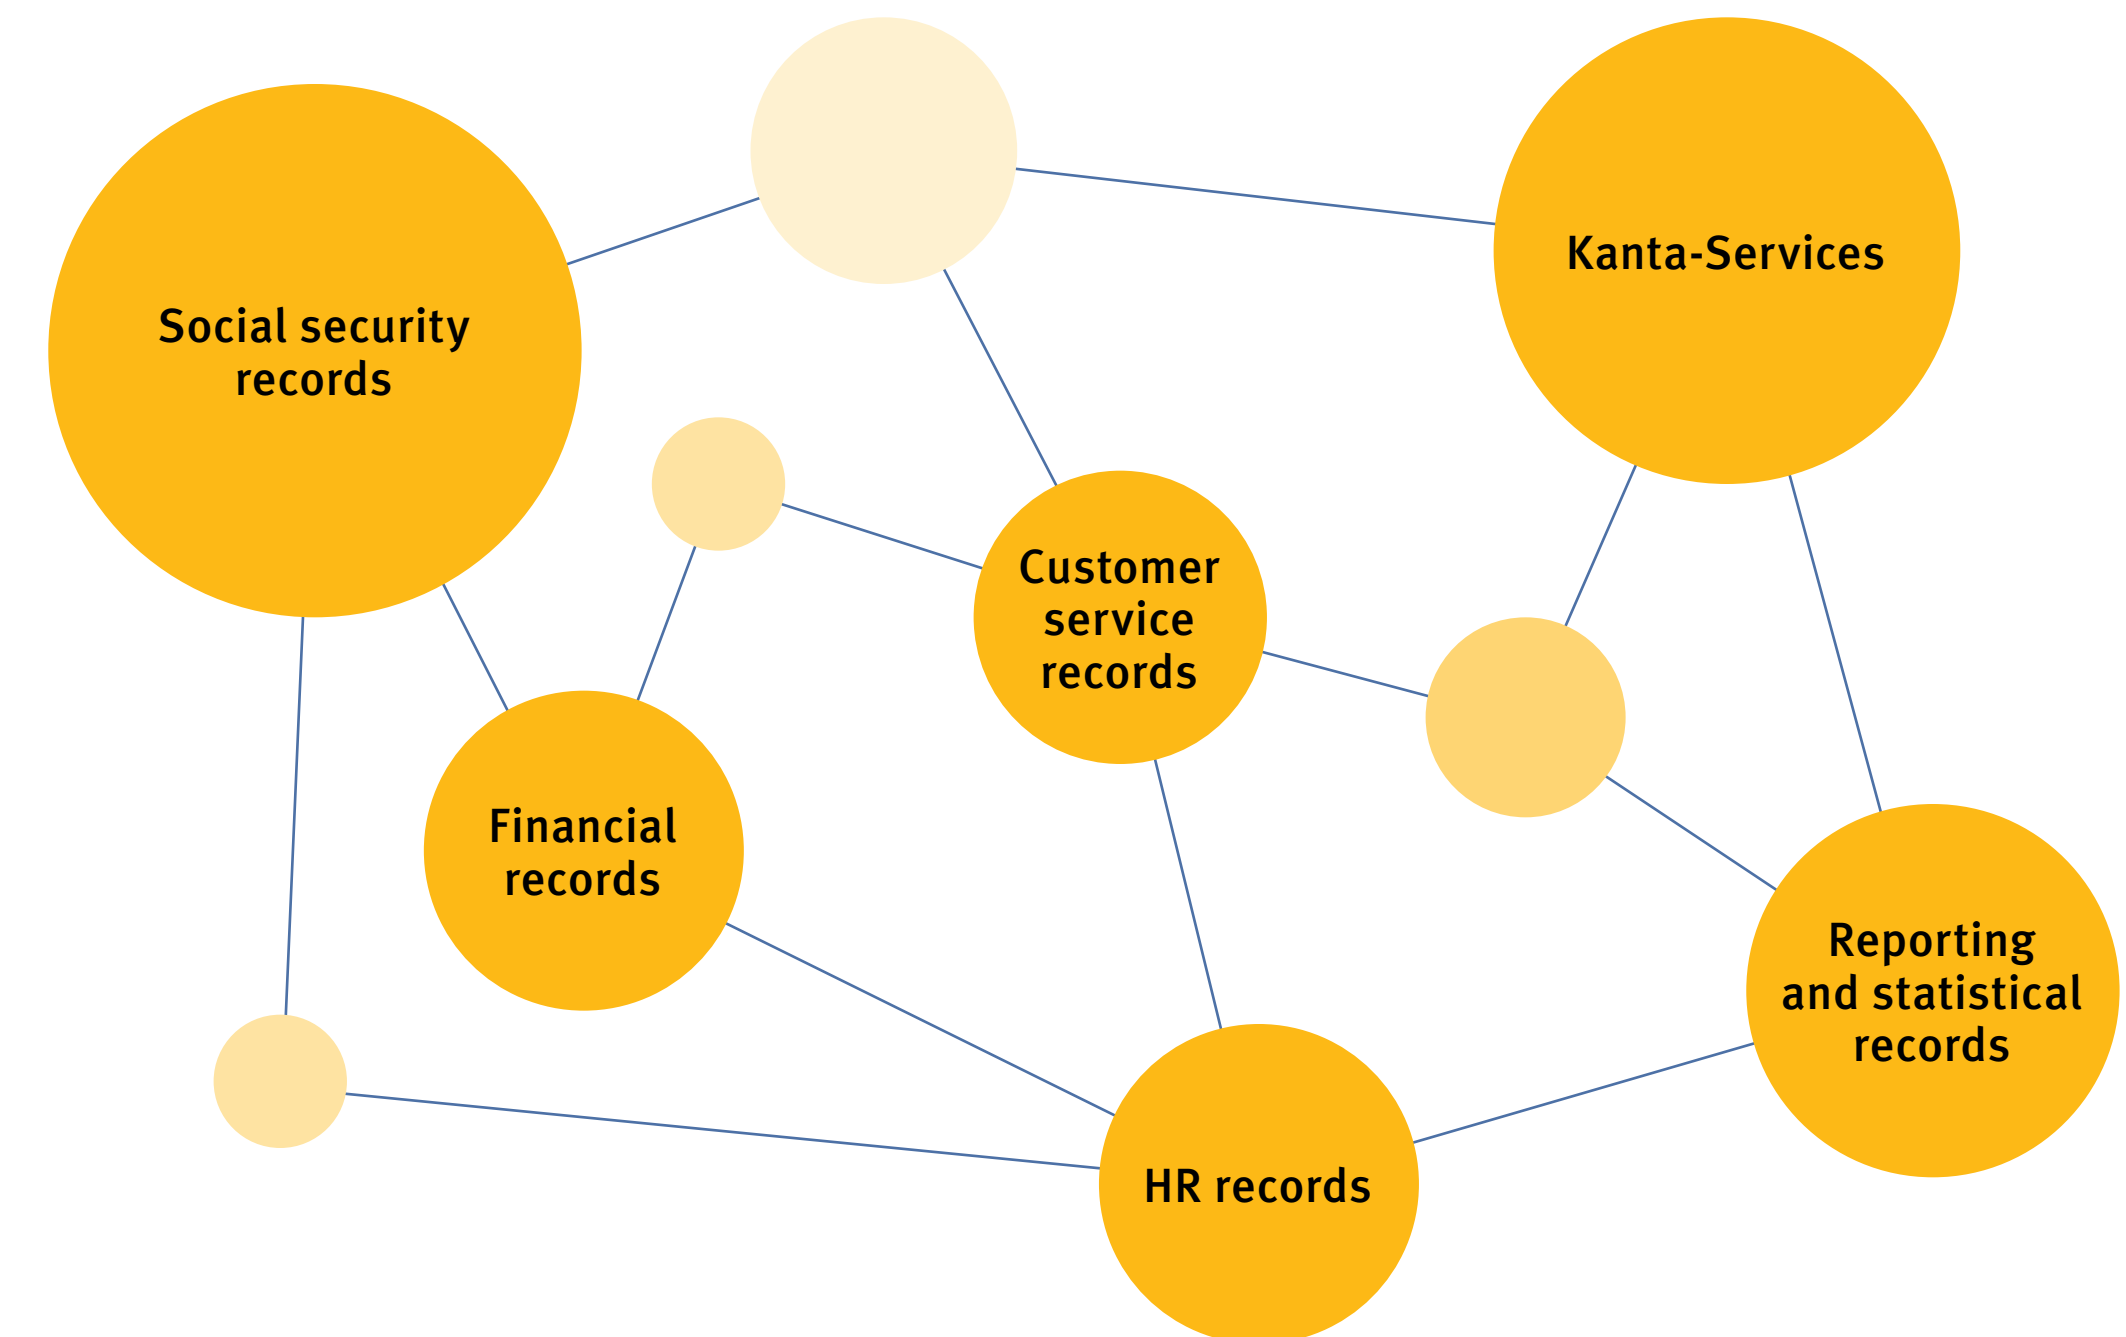 Kanta-Services
Social security
records
Customer
service
records
Financial
records
Reporting
and statistical
records
HR records